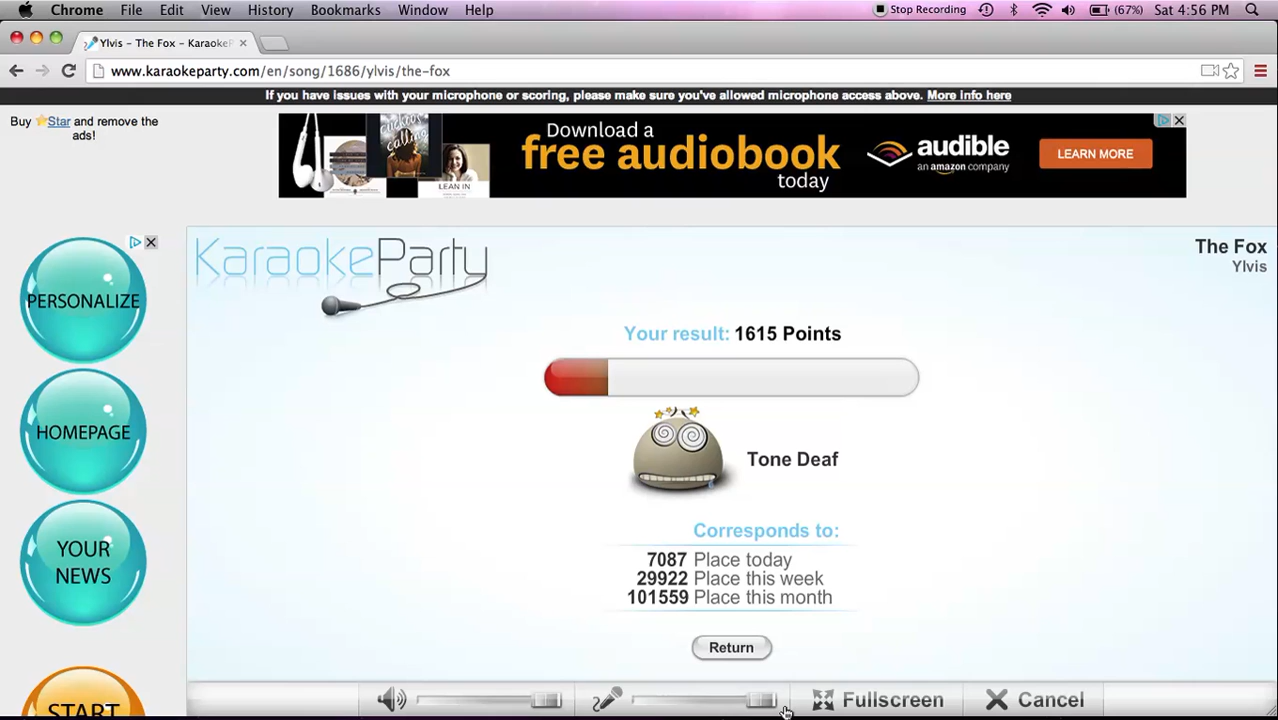 Chrome File Edit View History Bookmarks Window Help Stop Recording (67%) Sat 4:56 PM
Ylvis – The Fox – KaraokeP
www.karaokeparty.com/en/song/1686/ylvis/the-fox
If you have issues with your microphone or scoring, please make sure you've allowed microphone access above. More info here
Buy Star and remove the ads!
Download a
free audiobook
today
audible
an amazon company
LEARN MORE
LEAN IN
PERSONALIZE
HOMEPAGE
YOUR
NEWS
START
KaraokeParty
The Fox
Ylvis
Your result: 1615 Points
Tone Deaf
Corresponds to:
7087 Place today
29922 Place this week
101559 Place this month
Return
Fullscreen
Cancel